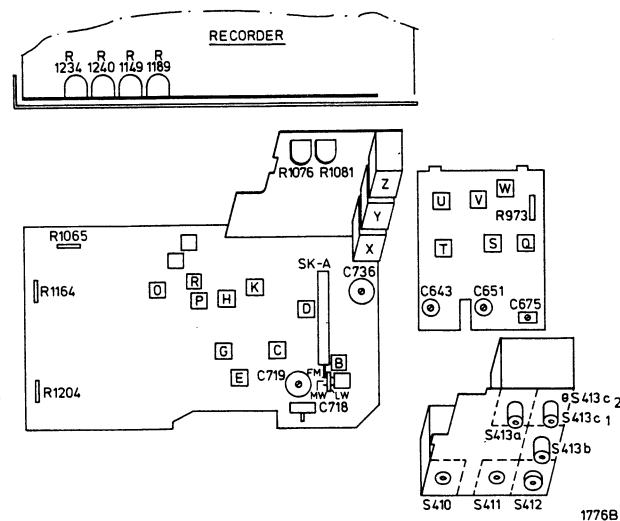 RECORDER
R R R R
1234 1240 1149 1189
R1076 R1081
Z
Y
X
W
U V
R973
T S Q
R1065
SK-A
C736
R
O P H K
D
R1164
C643 C651 C675
G C
B
E C719 FM
MW LW
R1204
C718
S413c 2
S413c 1
S413a
S413b
S410 S411 S412
1776B